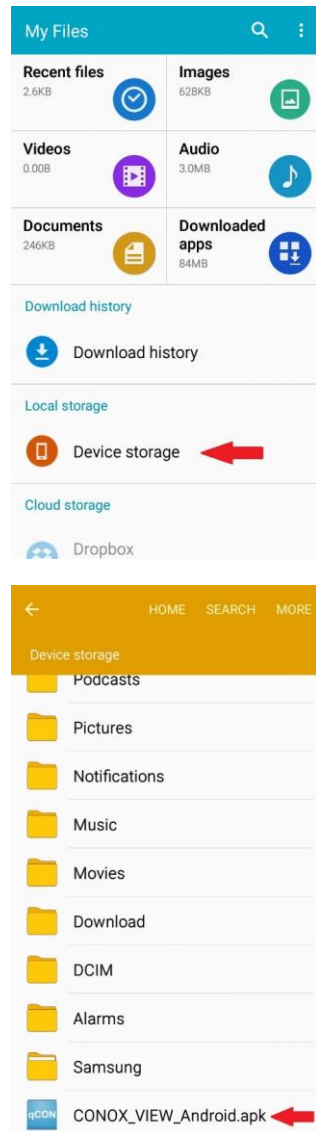 My Files
Recent files
2.6KB
Images
628KB
Videos
0.00B
Audio
3.0MB
Documents
246KB
Downloaded
apps
84MB
Download history
Download history
Local storage
Device storage
Cloud storage
Dropbox
HOME SEARCH MORE
Device storage
Podcasts
Pictures
Notifications
Music
Movies
Download
DCIM
Alarms
Samsung
qCON
CONOX_VIEW_Android.apk